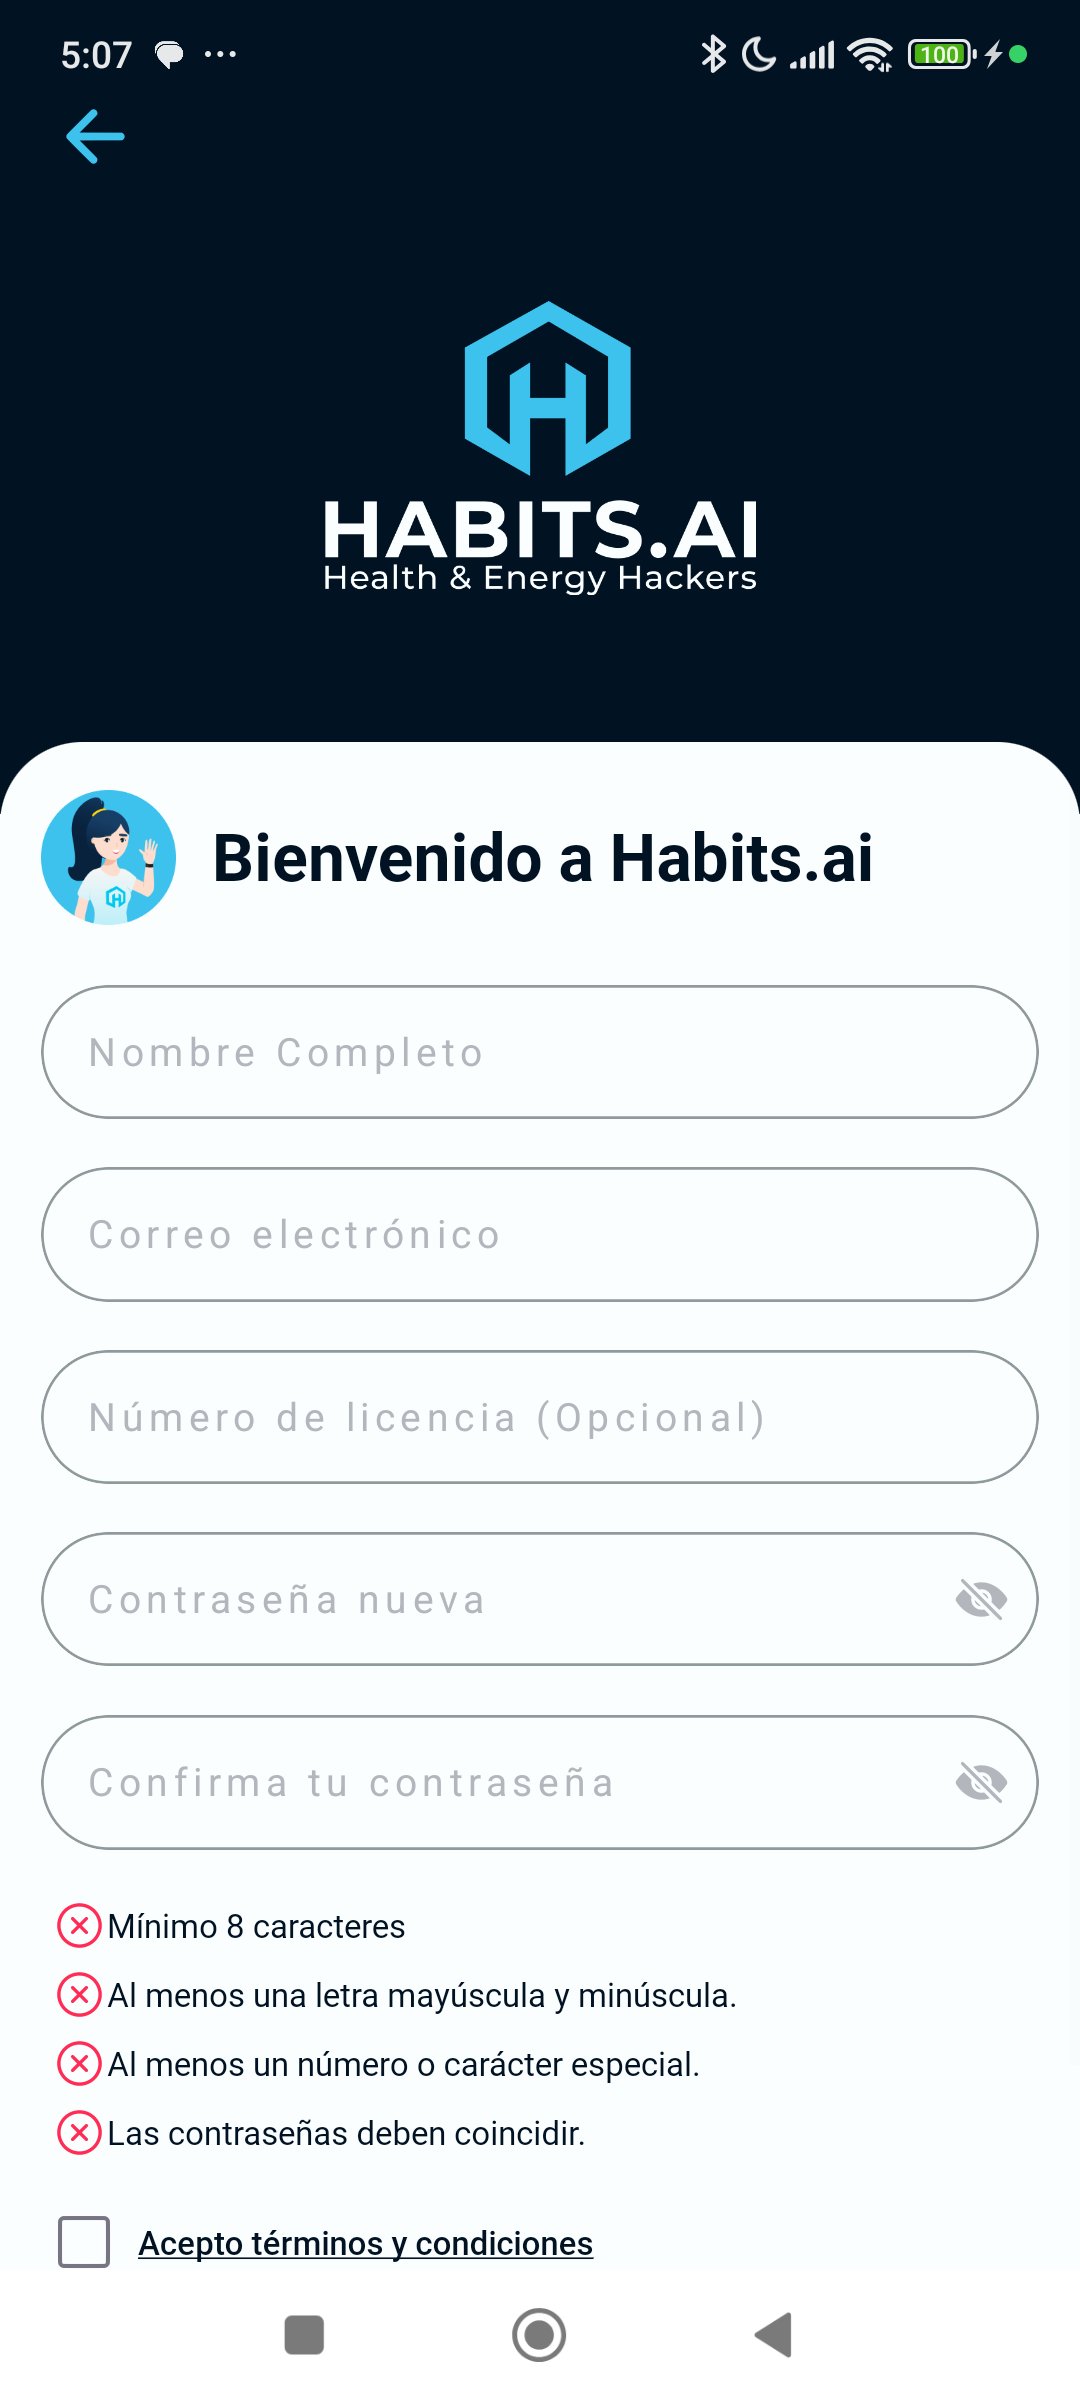 5:07
100
HABITS.AI
Health & Energy Hackers
Bienvenido a Habits.ai
Nombre Completo
Correo electrónico
Número de licencia (Opcional)
Contraseña nueva
Confirma tu contraseña
Mínimo 8 caracteres
Al menos una letra mayúscula y minúscula.
Al menos un número o carácter especial.
Las contraseñas deben coincidir.
Acepto términos y condiciones